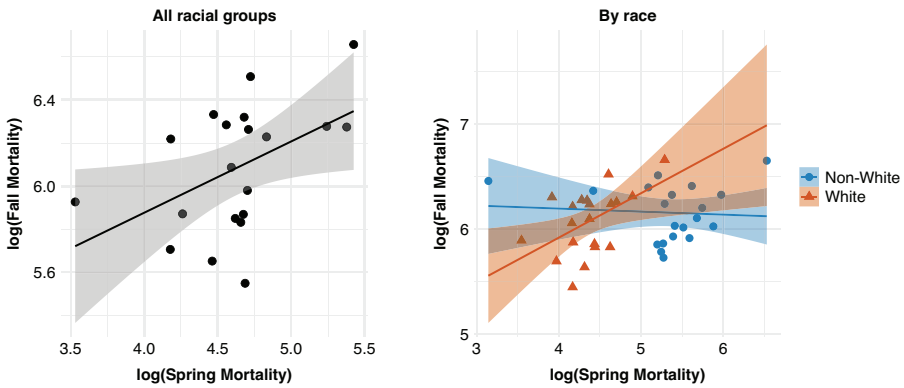 All racial groups
log(Fall Mortality)
6.4
6.0
5.6
3.5 4.0 4.5 5.0 5.5
log(Spring Mortality)
By race
log(Fall Mortality)
7
6
5
3 4 5 6
log(Spring Mortality)
Non-White
White